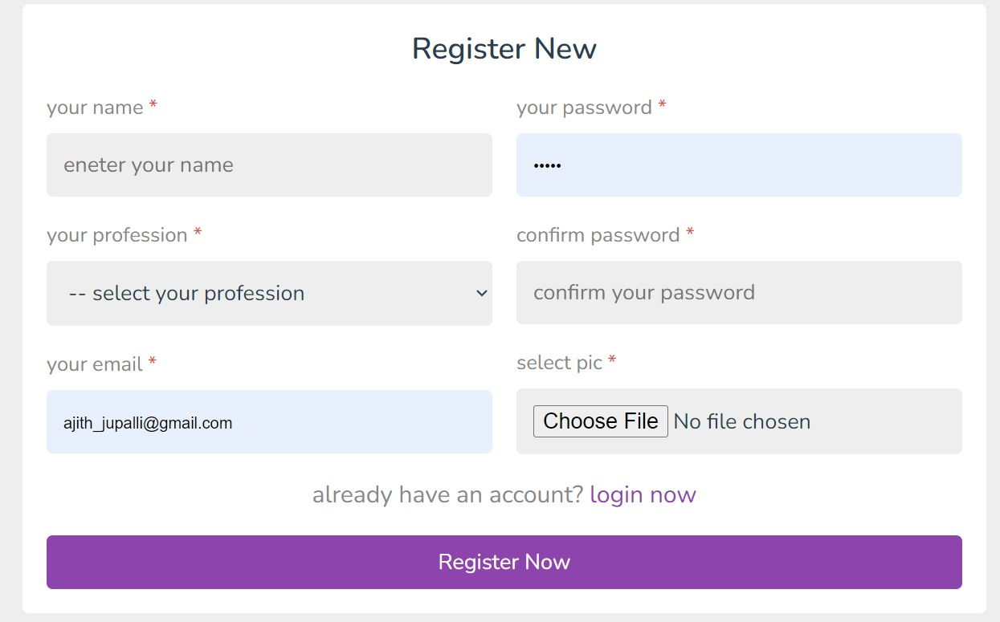 Register New
your name *
your password *
eneter your name
•••••
your profession *
confirm password *
-- select your profession
confirm your password
your email *
select pic *
ajith_jupalli@gmail.com
Choose File No file chosen
already have an account? login now
Register Now